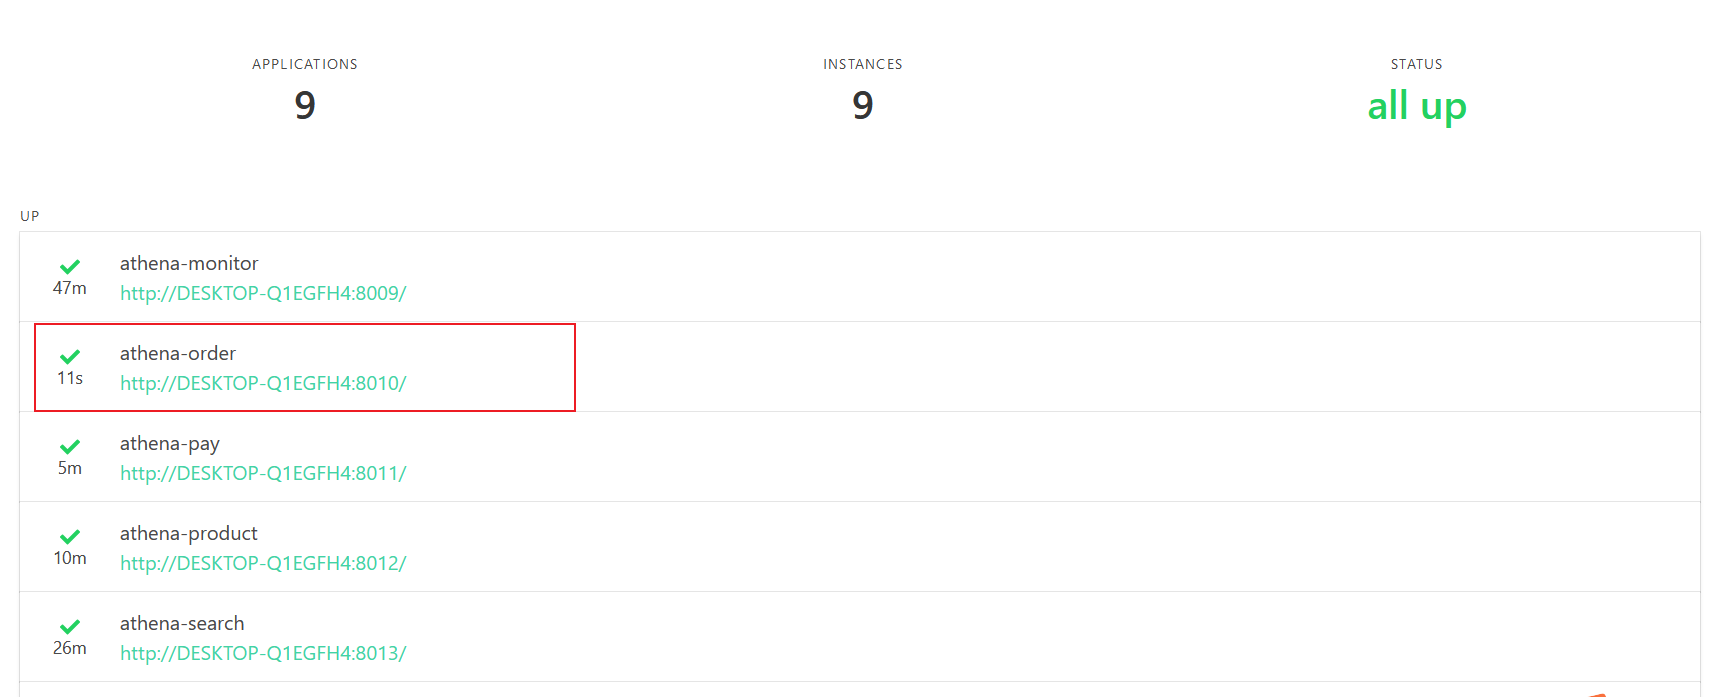 APPLICATIONS
9
INSTANCES
9
STATUS
all up
UP
athena-monitor
47m
http://DESKTOP-Q1EGFH4:8009/
athena-order
11s
http://DESKTOP-Q1EGFH4:8010/
athena-pay
5m
http://DESKTOP-Q1EGFH4:8011/
athena-product
10m
http://DESKTOP-Q1EGFH4:8012/
athena-search
26m
http://DESKTOP-Q1EGFH4:8013/